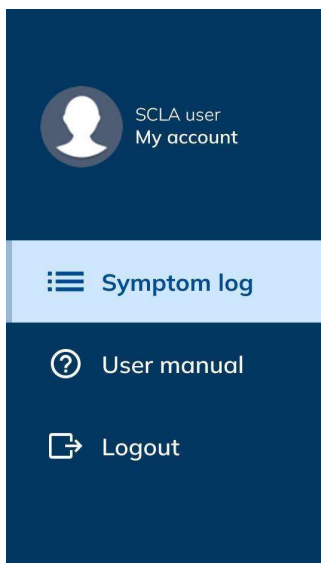 SCLA user
My account
Symptom log
User manual
Logout